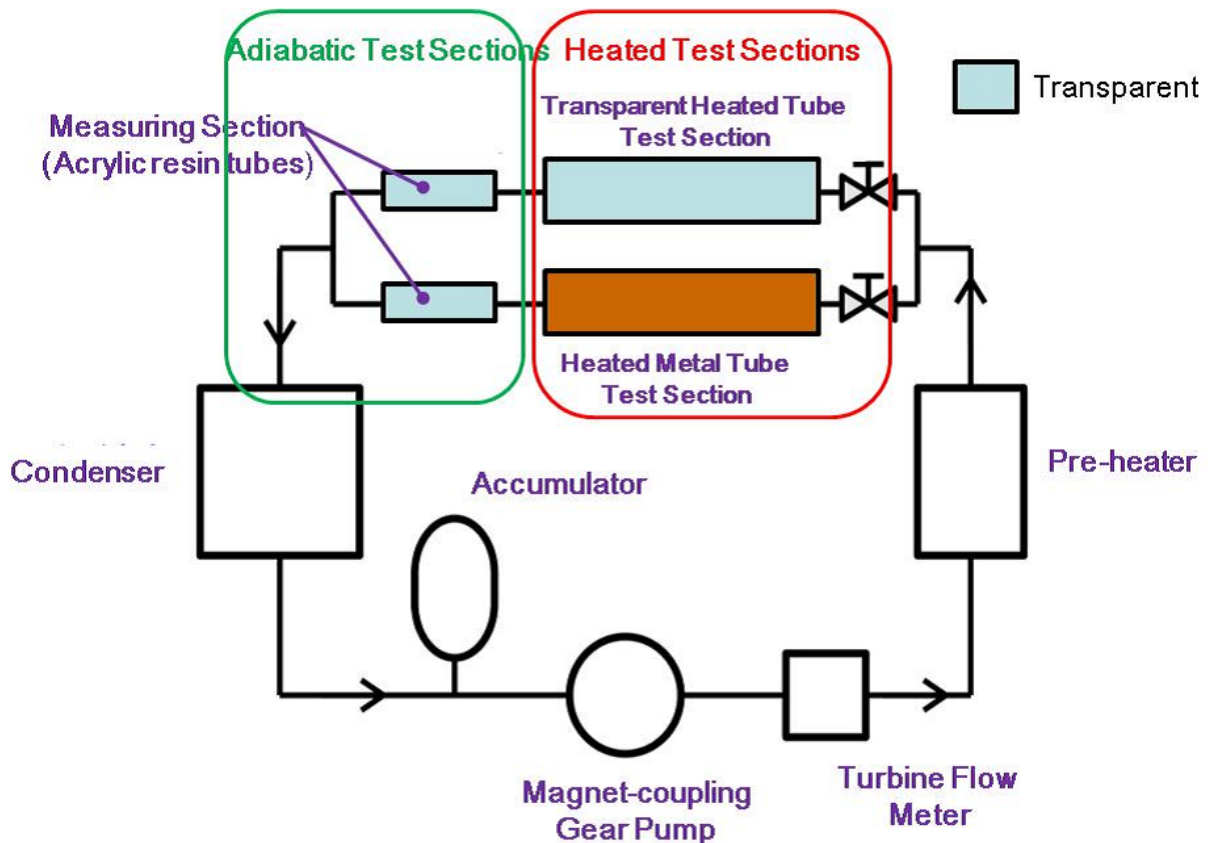 Adiabatic Test Sections
Heated Test Sections
Transparent
Transparent Heated Tube
Test Section
Measuring Section
(Acrylic resin tubes)
Heated Metal Tube
Test Section
Condenser
Accumulator
Pre-heater
Magnet-coupling
Gear Pump
Turbine Flow
Meter